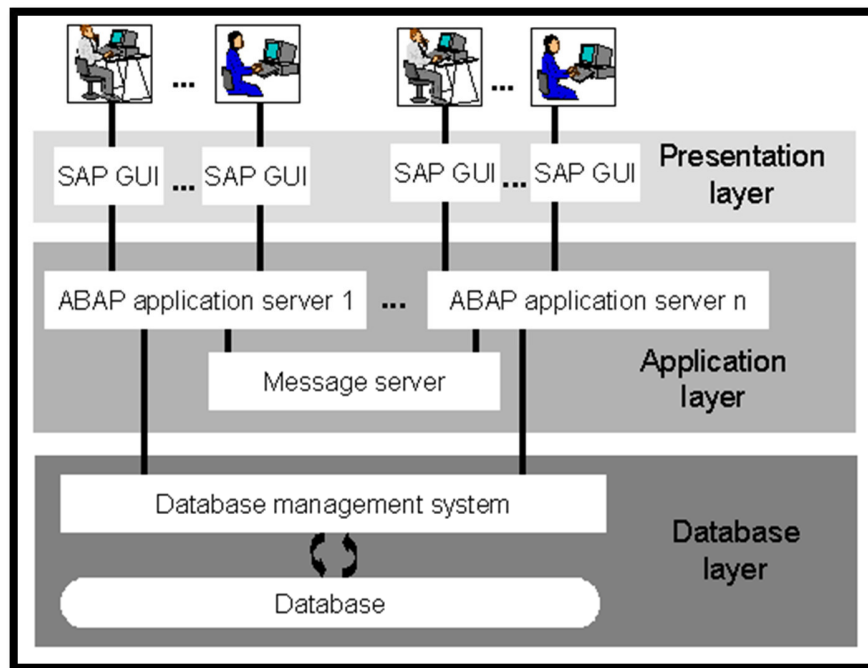 ... ...
SAP GUI ... SAP GUI SAP GUI ... SAP GUI
Presentation
layer
ABAP application server 1 ... ABAP application server n
Message server
Application
layer
Database management system
Database
Database
layer